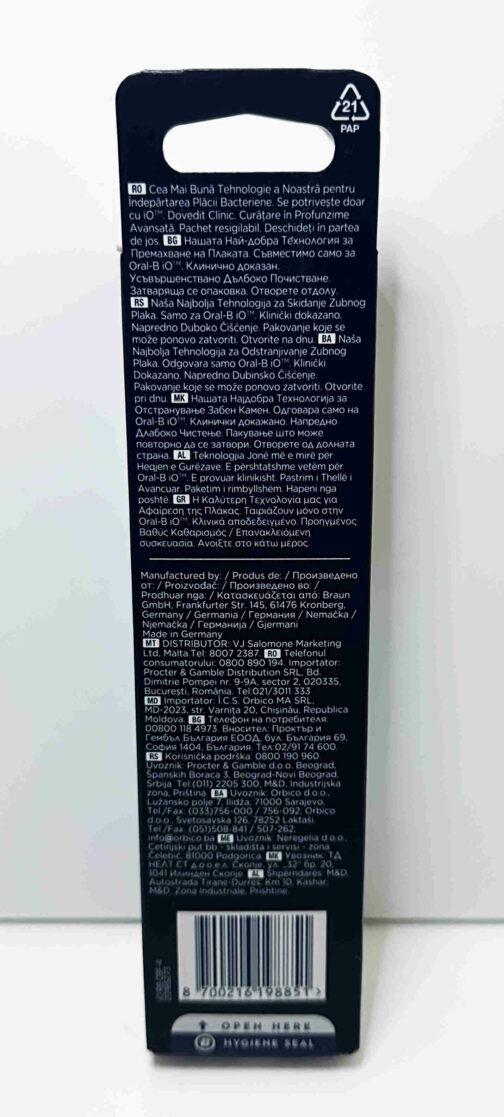 21
PAP
RO Cea Mai Bună Tehnologie a Noastră pentru
Îndepărtarea Plăcii Bacteriene. Se potrivește doar
cu iO™. Dovedit Clinic. Curățare în Profunzime
Avansată. Pachet resigilabil. Deschideți în partea
de jos. BG Нашата Най-добра Технология за
Премахване на Плаката. Съвместимо само за
Oral-B iO™. Клинично доказан.
Усъвършенствано Дълбоко Почистване.
Затваряща се опаковка. Отворете отдолу.
RS Naša Najbolja Tehnologija za Skidanje Zubnog
Plaka. Samo za Oral-B iO™. Klinički dokazano.
Napredno Duboko Čišćenje. Pakovanje koje se
može ponovo zatvoriti. Otvorite na dnu. BA Naša
Najbolja Tehnologija za Odstranjivanje Zubnog
Plaka. Odgovara samo Oral-B iO™. Klinički
Dokazano. Napredno Dubinsko Čišćenje.
Pakovanje koje se može ponovo zatvoriti. Otvorite
pri dnu. MK Нашата Најдобра Технологија за
Отстранување Забен Камен. Одговара само на
Oral-B iO™. Клинички докажано. Напредно
Длабоко Чистење. Пакување што може
повторно да се затвори. Отворете од долната
страна. AL Teknologjia Jonë më e mirë për
Heqjen e Gurëzave. E përshtatshme vetëm për
Oral-B iO™. E provuar klinikisht. Pastrim i Thellë i
Avancuar. Paketim i rimbyllshëm. Hapeni nga
poshtë. GR Η Καλύτερη Τεχνολογία μας για
Αφαίρεση της Πλάκας. Ταιριάζουν μόνο στην
Oral-B iO™. Κλινικά αποδεδειγμένο. Προηγμένος
Βαθύς Καθαρισμός / Επανακλειόμενη
συσκευασία. Ανοίξτε στο κάτω μέρος.
Manufactured by: / Produs de: / Произведено
от: / Proizvođač: / Произведено во: /
Prodhuar nga: / Κατασκευάζεται από: Braun
GmbH, Frankfurter Str. 145, 61476 Kronberg,
Germany / Germania / Германия / Nemačka /
Njemačka / Германија / Gjermani
Made in Germany
MT DISTRIBUTOR: VJ Salomone Marketing
Ltd, Malta.Tel: 8007 2387. RO Telefonul
consumatorului: 0800 890 194. Importator:
Procter & Gamble Distribution SRL, Bd.
Dimitrie Pompei nr. 9-9A, sector 2, 020335,
București, România. Tel:021/3011 333
MD Importator: I.C.S. Orbico MA SRL,
MD-2023, str. Varnița 20, Chișinău, Republica
Moldova. BG Телефон на потребителя:
00800 118 4973. Вносител: Проктър и
Гембъл България ЕООД, бул. България 69,
София 1404, България. Тел:02/91 74 600.
RS Korisnička podrška: 0800 190 960
Uvoznik: Procter & Gamble d.o.o. Beograd,
Španskih Boraca 3, Beograd-Novi Beograd,
Srbija. Tel:(011) 2205 300, M&D, Industrijska
zona, Priština BA Uvoznik: Orbico d.o.o.,
Lužansko polje 7, Ilidža, 71000 Sarajevo,
Tel/Fax. (033)756-000 / 756-092; Orbico
d.o.o., Svetosavska 126, 78252 Laktaši.
Tel./Fax. (051)508-841 / 507-262,
info@orbico.ba ME Uvoznik: Neregelia d.o.o.,
Cetinjski put bb - skladišta i servisi - zona
Čelebić, 81000 Podgorica. MK Увозник: ТД
НЕЛТ СТ д.о.о.ел. Скопје, ул. „32" бр. 20,
1041 Илинден Скопје. AL Shpërndarës: M&D,
Autostrada Tirane-Durres, Km 10, Kashar.
M&D, Zona Industriale, Prishtine.
8 700216 198851 >
OPEN HERE
HYGIENE SEAL